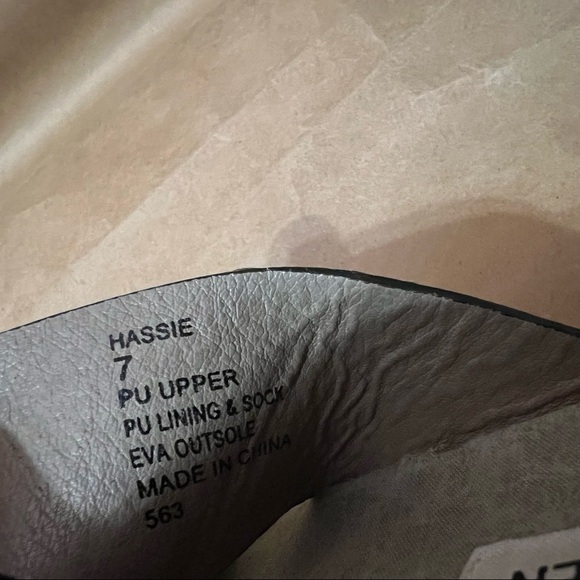 HASSIE
7
PU UPPER
PU LINING & SOCK
EVA OUTSOLE
MADE IN CHINA
563